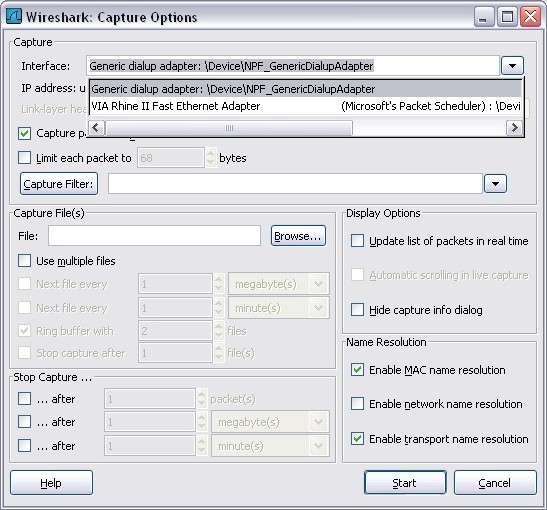 Wireshark: Capture Options
Capture
Interface: Generic dialup adapter: \Device\NPF_GenericDialupAdapter
Generic dialup adapter: \Device\NPF_GenericDialupAdapter
IP address: u
VIA Rhine II Fast Ethernet Adapter (Microsoft's Packet Scheduler) : \Devi
Link-layer hea
Capture p
Limit each packet to 68 bytes
Capture Filter:
Capture File(s)
File: Browse...
Use multiple files
Next file every 1 megabyte(s)
Next file every 1 minute(s)
Ring buffer with 2 files
Stop capture after 1 file(s)
Stop Capture ...
... after 1 packet(s)
... after 1 megabyte(s)
... after 1 minute(s)
Display Options
Update list of packets in real time
Automatic scrolling in live capture
Hide capture info dialog
Name Resolution
Enable MAC name resolution
Enable network name resolution
Enable transport name resolution
Help Start Cancel